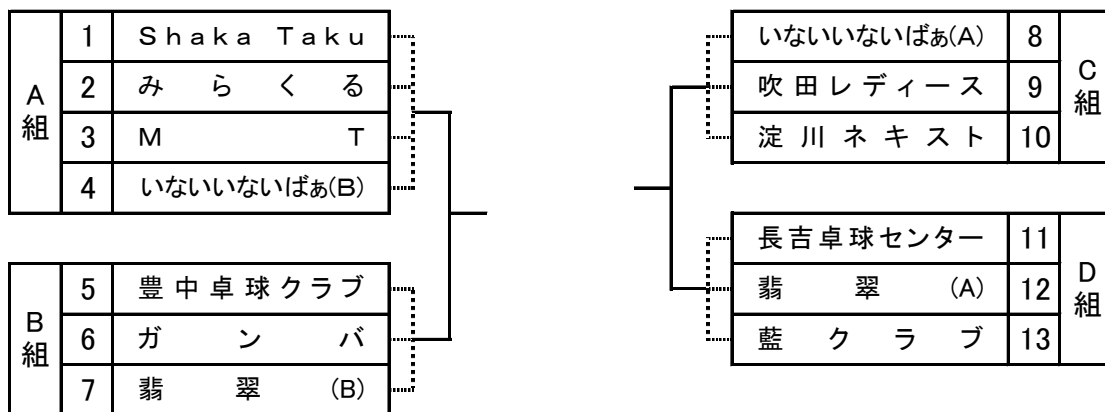 A組
1 Shaka Taku
2 みらくる
3 MT
4 いないいないばぁ(B)
B組
5 豊中卓球クラブ
6 ガンバ
7 翡翠(B)
いないいないばぁ(A) 8
吹田レディース 9
淀川ネキスト 10
C組
長吉卓球センター 11
翡翠(A) 12
藍クラブ 13
D組